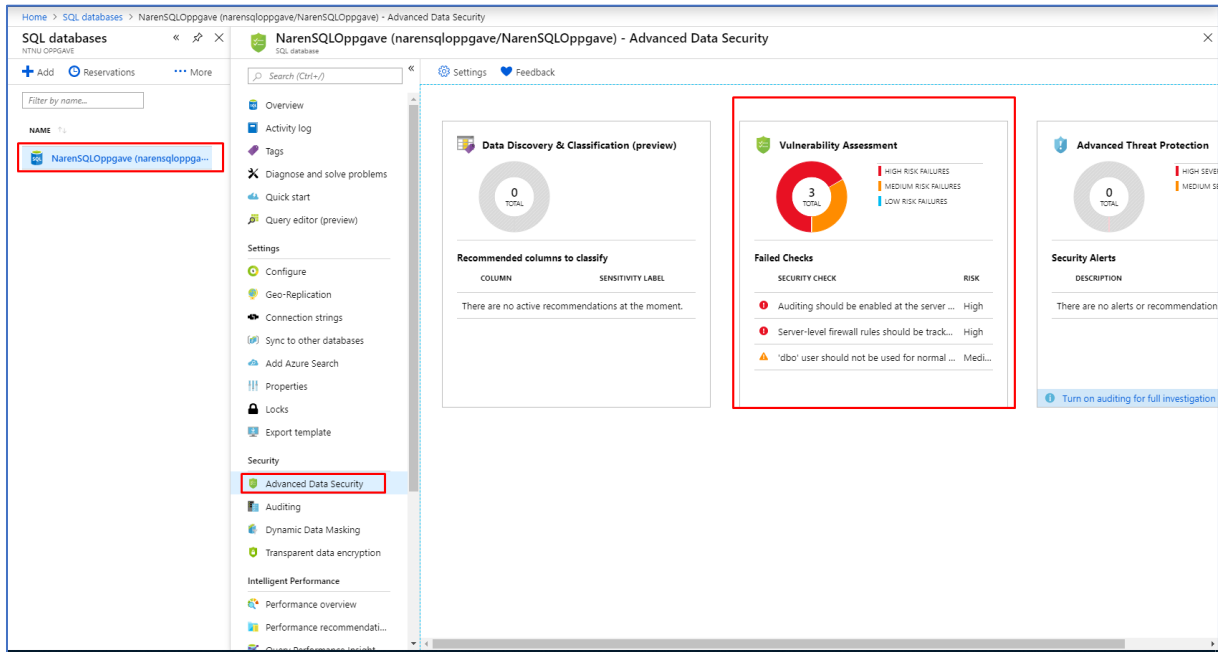 Home > SQL databases > NarenSQLOppgave (narensqloppgave/NarenSQLOppgave) - Advanced Data Security
SQL databases
NTNU OPPGAVE
Add
Reservations
More
Filter by name...
NAME
NarenSQLOppgave (narensqloppga...
NarenSQLOppgave (narensqloppgave/NarenSQLOppgave) - Advanced Data Security
SQL database
Search (Ctrl+/)
Overview
Activity log
Tags
Diagnose and solve problems
Quick start
Query editor (preview)
Settings
Configure
Geo-Replication
Connection strings
Sync to other databases
Add Azure Search
Properties
Locks
Export template
Security
Advanced Data Security
Auditing
Dynamic Data Masking
Transparent data encryption
Intelligent Performance
Performance overview
Performance recommendati...
Query Performance Insight
Settings
Feedback
Data Discovery & Classification (preview)
0
TOTAL
Recommended columns to classify
COLUMN SENSITIVITY LABEL
There are no active recommendations at the moment.
Vulnerability Assessment
3
TOTAL
HIGH RISK FAILURES
MEDIUM RISK FAILURES
LOW RISK FAILURES
Failed Checks
SECURITY CHECK RISK
Auditing should be enabled at the server ... High
Server-level firewall rules should be track... High
'dbo' user should not be used for normal ... Medi...
Advanced Threat Protection
0
TOTAL
HIGH SEVE
MEDIUM SE
Security Alerts
DESCRIPTION
There are no alerts or recommendation
Turn on auditing for full investigation